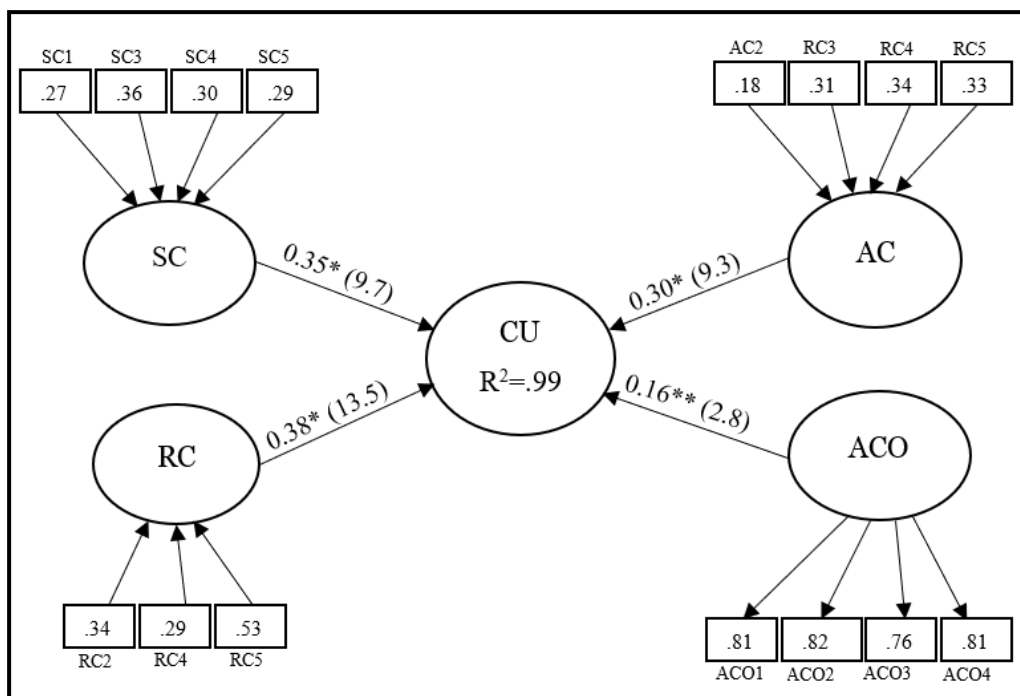 SC1 SC3 SC4 SC5
.27 .36 .30 .29
AC2 RC3 RC4 RC5
.18 .31 .34 .33
SC
AC
0.35* (9.7)
0.30* (9.3)
CU
R²=.99
0.38* (13.5)
0.16** (2.8)
RC
ACO
.34 .29 .53
RC2 RC4 RC5
.81 .82 .76 .81
ACO1 ACO2 ACO3 ACO4